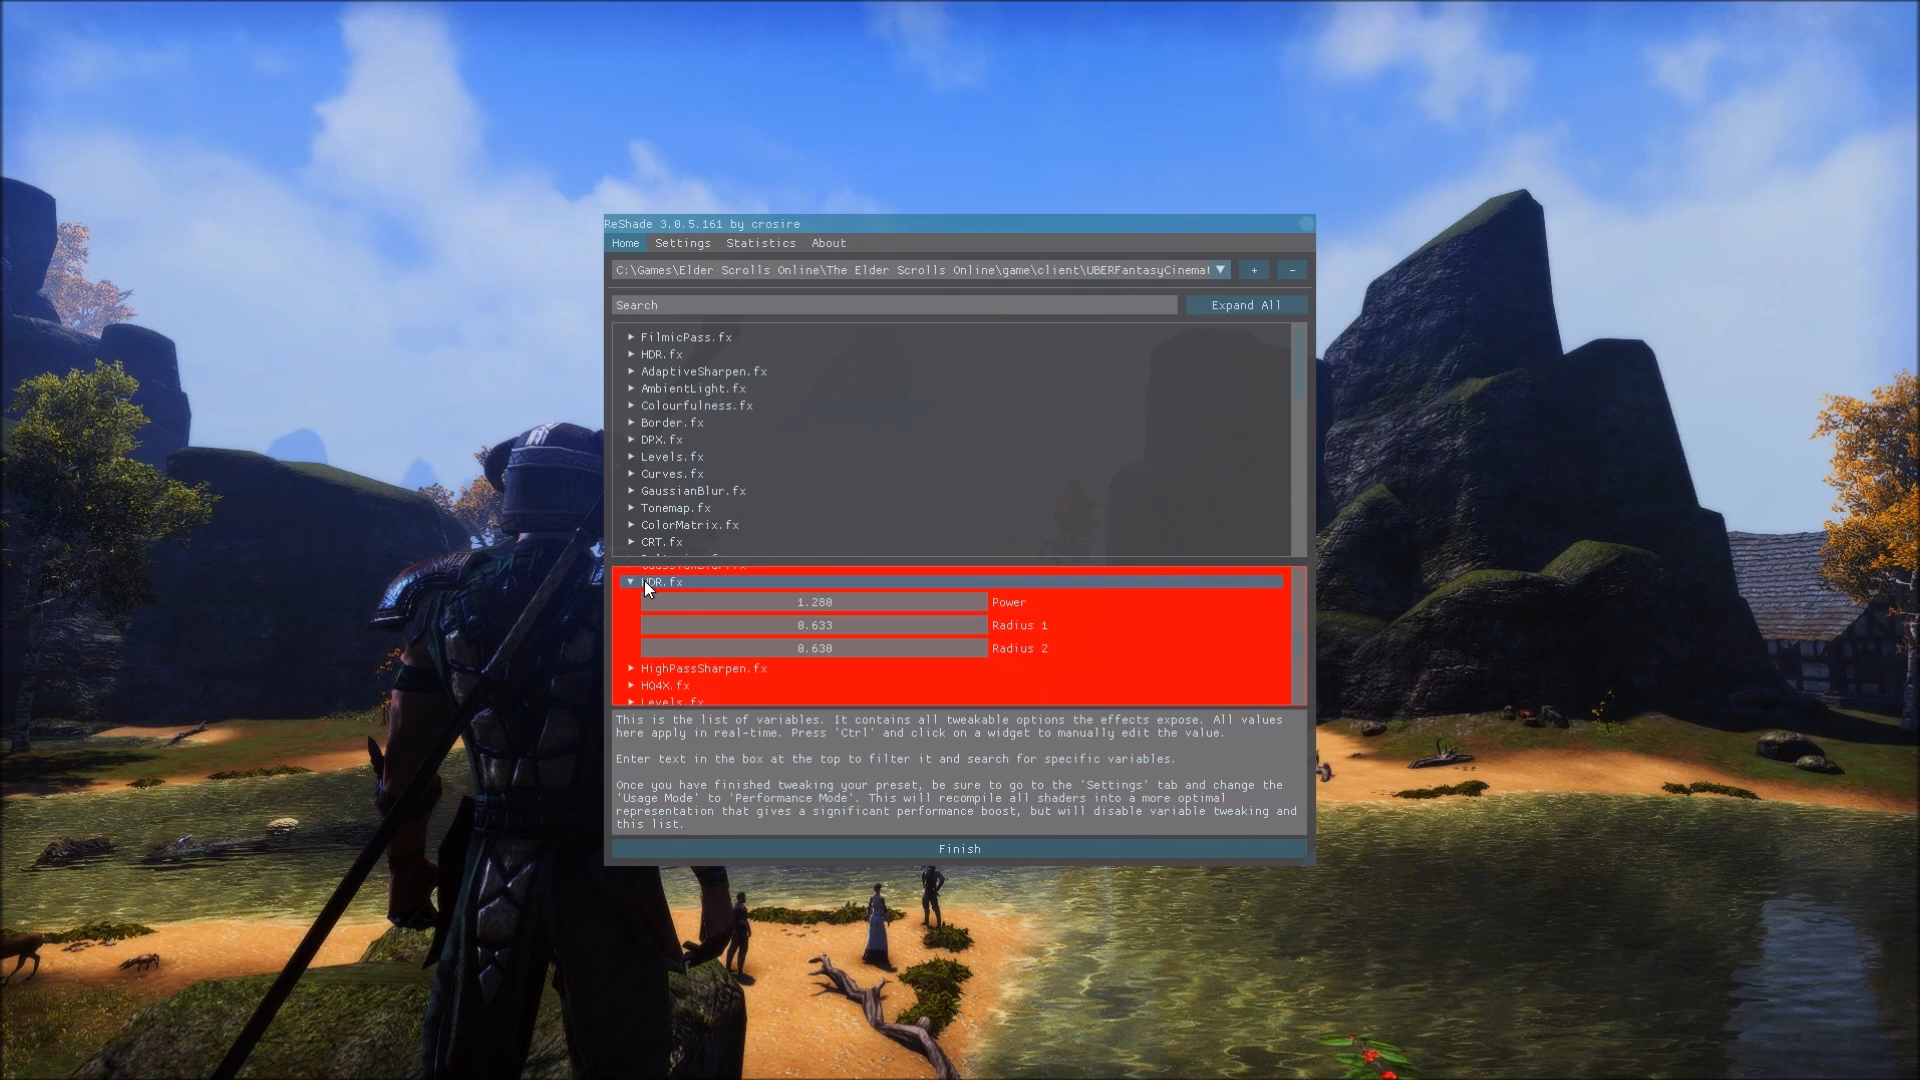 ReShade 3.0.5.161 by crosire
Home Settings Statistics About
C:\Games\Elder Scrolls Online\The Elder Scrolls Online\game\client\UBERFantasyCinemat + -
Search Expand All
FilmicPass.fx
HDR.fx
AdaptiveSharpen.fx
AmbientLight.fx
Colourfulness.fx
Border.fx
DPX.fx
Levels.fx
Curves.fx
GaussianBlur.fx
Tonemap.fx
ColorMatrix.fx
CRT.fx
HDR.fx
1.280 Power
0.633 Radius 1
0.630 Radius 2
HighPassSharpen.fx
HQ4X.fx
Levels.fx
This is the list of variables. It contains all tweakable options the effects expose. All values
here apply in real-time. Press 'Ctrl' and click on a widget to manually edit the value.
Enter text in the box at the top to filter it and search for specific variables.
Once you have finished tweaking your preset, be sure to go to the 'Settings' tab and change the
'Usage Mode' to 'Performance Mode'. This will recompile all shaders into a more optimal
representation that gives a significant performance boost, but will disable variable tweaking and
this list.
Finish